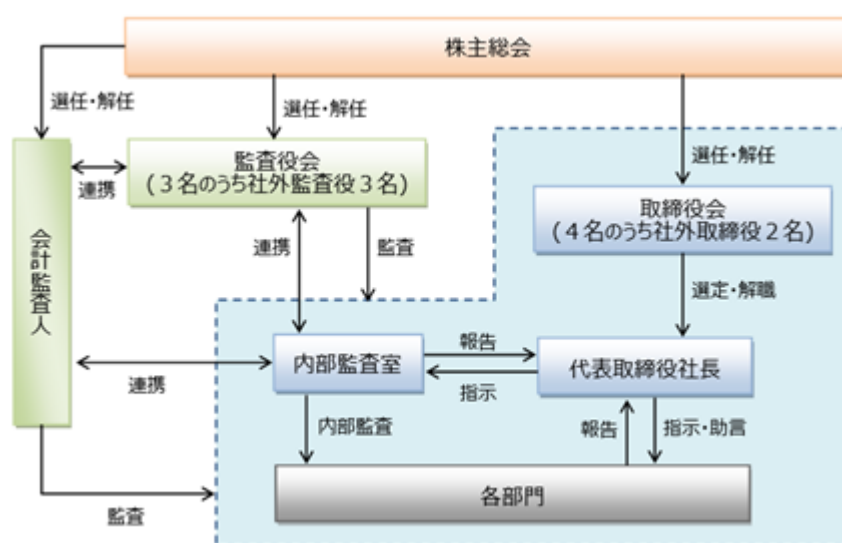 株主総会
選任・解任
選任・解任
選任・解任
監査役会
(３名のうち社外監査役３名)
連携
取締役会
(４名のうち社外取締役２名)
会計監査人
連携
監査
選定・解職
内部監査室
報告
指示
代表取締役社長
連携
内部監査
報告
指示・助言
各部門
監査